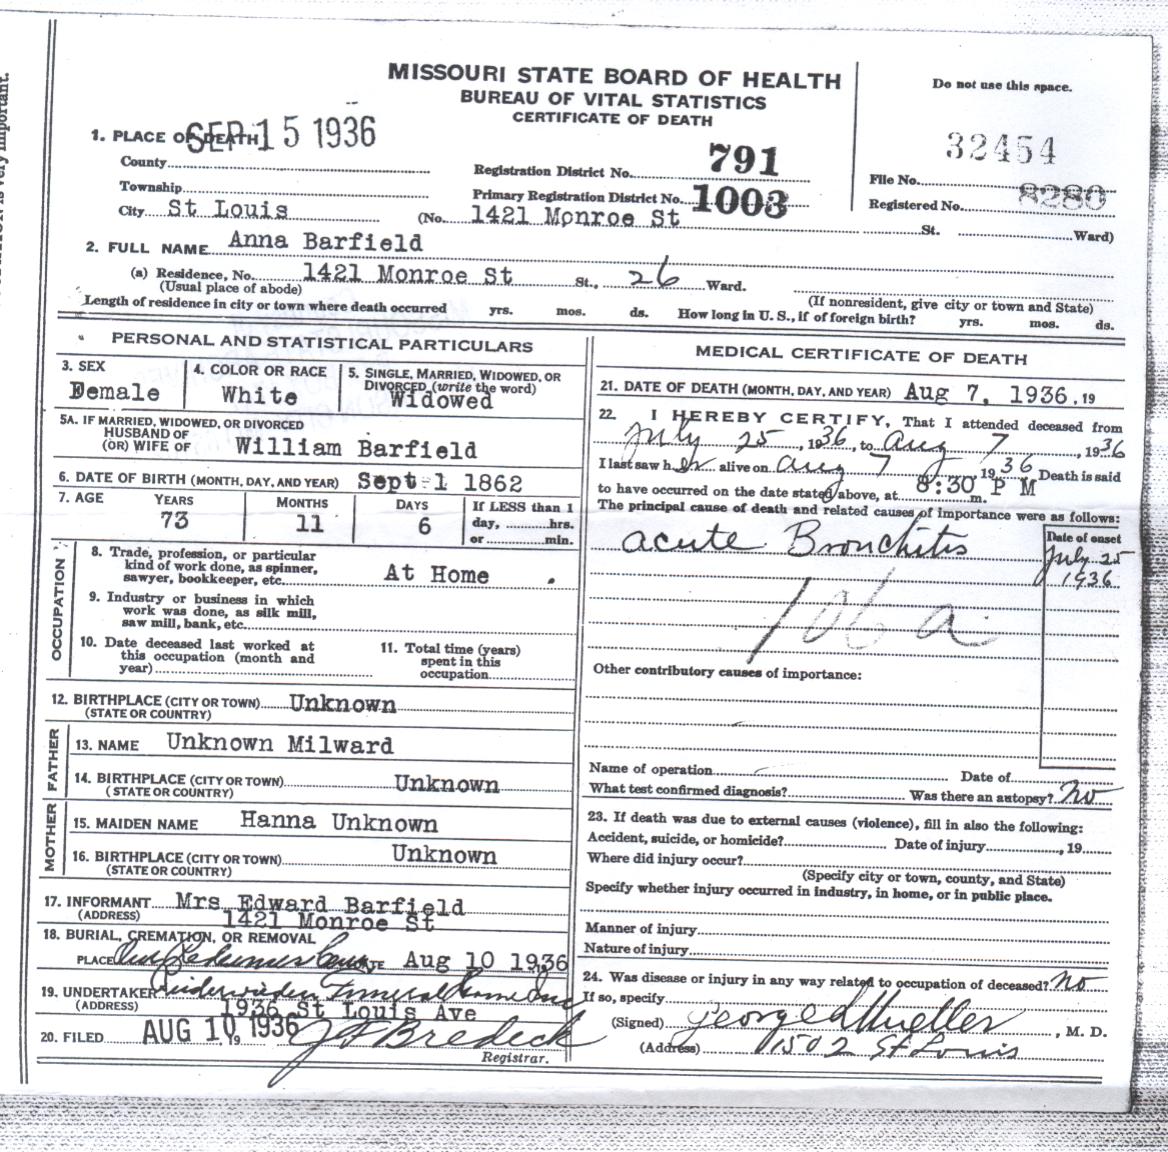 MISSOURI STATE BOARD OF HEALTH
BUREAU OF VITAL STATISTICS
CERTIFICATE OF DEATH
Do not use this space.
32454
1. PLACE OF DEATH
SEP 15 1936
County
Township
City St Louis
Registration District No. 791
Primary Registration District No. 1003
(No. 1421 Monroe St
File No.
Registered No. 8280
St. Ward)
2. FULL NAME Anna Barfield
(a) Residence, No. 1421 Monroe St St., 26 Ward.
(Usual place of abode)
(If nonresident, give city or town and State)
Length of residence in city or town where death occurred yrs. mos. ds. How long in U. S., if of foreign birth? yrs. mos. ds.
PERSONAL AND STATISTICAL PARTICULARS
3. SEX
Demale
4. COLOR OR RACE
White
5. SINGLE, MARRIED, WIDOWED, OR
DIVORCED (write the word)
Widowed
5A. IF MARRIED, WIDOWED, OR DIVORCED
HUSBAND OF
(OR) WIFE OF William Barfield
6. DATE OF BIRTH (MONTH, DAY, AND YEAR) Sept 1 1862
7. AGE YEARS MONTHS DAYS If LESS than 1
day, hrs.
or min.
73 11 6
OCCUPATION
8. Trade, profession, or particular
kind of work done, as spinner,
sawyer, bookkeeper, etc. At Home
9. Industry or business in which
work was done, as silk mill,
saw mill, bank, etc.
10. Date deceased last worked at
this occupation (month and
year)
11. Total time (years)
spent in this
occupation
12. BIRTHPLACE (CITY OR TOWN) Unknown
(STATE OR COUNTRY)
FATHER
13. NAME Unknown Milward
14. BIRTHPLACE (CITY OR TOWN) Unknown
(STATE OR COUNTRY)
MOTHER
15. MAIDEN NAME Hanna Unknown
16. BIRTHPLACE (CITY OR TOWN) Unknown
(STATE OR COUNTRY)
17. INFORMANT Mrs Edward Barfield
(ADDRESS) 1421 Monroe St
18. BURIAL, CREMATION, OR REMOVAL
PLACE Our Redeemer Cem DATE Aug 10 1936
19. UNDERTAKER Funeral Home Inc
(ADDRESS) 1936 St Louis Ave
20. FILED AUG 10 1936 J F Bredeck
Registrar.
MEDICAL CERTIFICATE OF DEATH
21. DATE OF DEATH (MONTH, DAY, AND YEAR) Aug 7, 1936 , 19
22. I HEREBY CERTIFY, That I attended deceased from
July 25, 1936, to Aug 7, 1936
I last saw her alive on Aug 7, 1936 Death is said
to have occurred on the date stated above, at 8:30 P M m.
The principal cause of death and related causes of importance were as follows:
Date of onset
acute Bronchitis July 25
1936
106 a
Other contributory causes of importance:
Name of operation Date of
What test confirmed diagnosis? Was there an autopsy? No
23. If death was due to external causes (violence), fill in also the following:
Accident, suicide, or homicide? Date of injury , 19
Where did injury occur?
(Specify city or town, county, and State)
Specify whether injury occurred in industry, in home, or in public place.
Manner of injury
Nature of injury
24. Was disease or injury in any way related to occupation of deceased? No
If so, specify
(Signed) George L Mueller , M. D.
(Address) 1502 St Louis